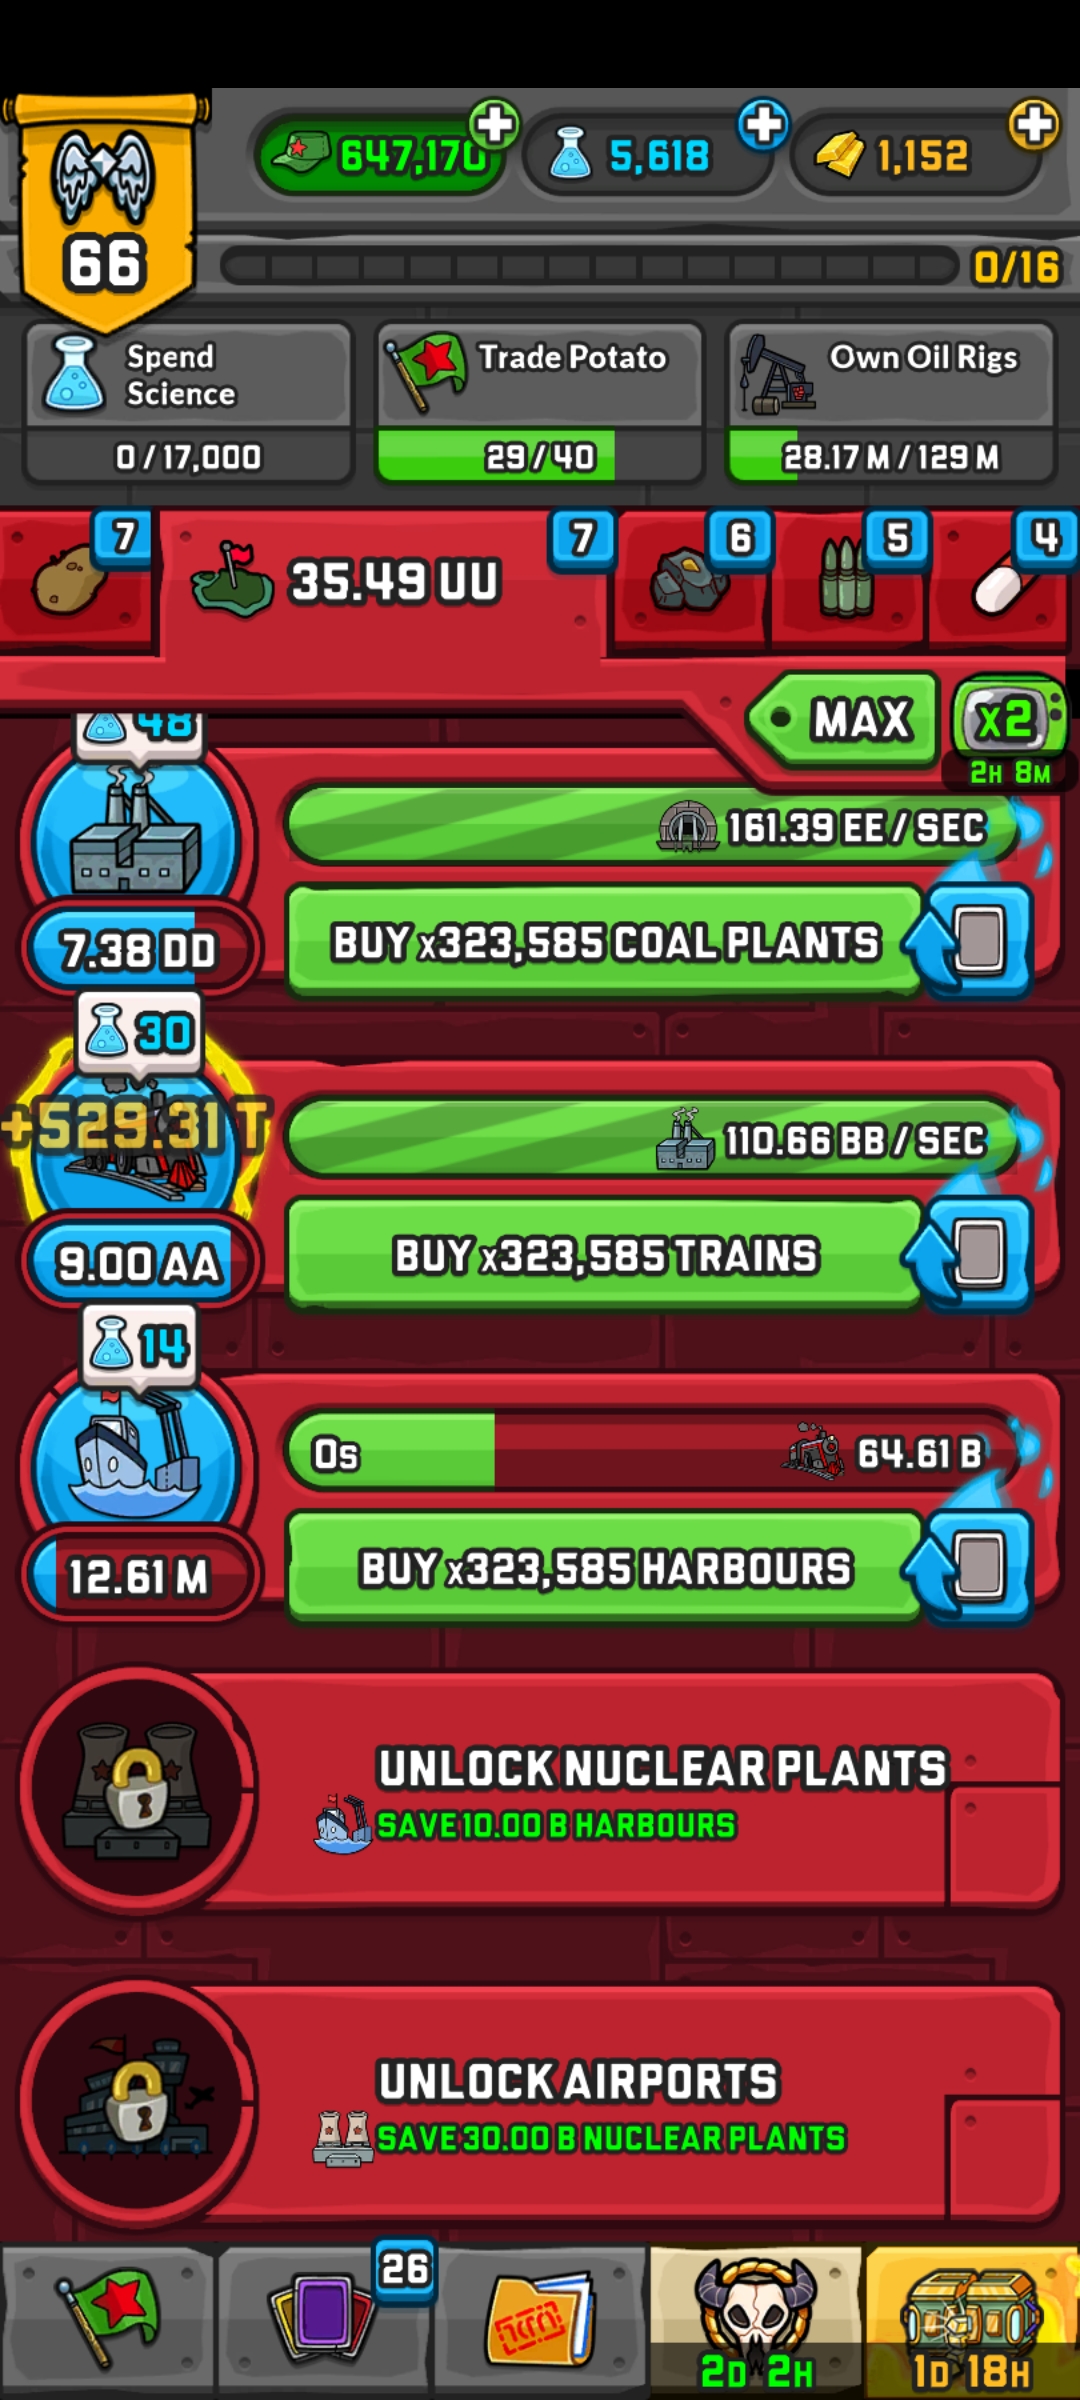 647,170
5,618
1,152
66
0/16
Spend
Science
0 / 17,000
Trade Potato
29 / 40
Own Oil Rigs
28.17 M / 129 M
7
35.49 UU
7
6
5
4
MAX
x2
2H 8M
48
161.39 EE / SEC
7.38 DD
BUY x323,585 COAL PLANTS
30
+529.31 T
110.66 BB / SEC
9.00 AA
BUY x323,585 TRAINS
14
0s
64.61 B
12.61 M
BUY x323,585 HARBOURS
UNLOCK NUCLEAR PLANTS
SAVE 10.00 B HARBOURS
UNLOCK AIRPORTS
SAVE 30.00 B NUCLEAR PLANTS
26
2D 2H
1D 18H